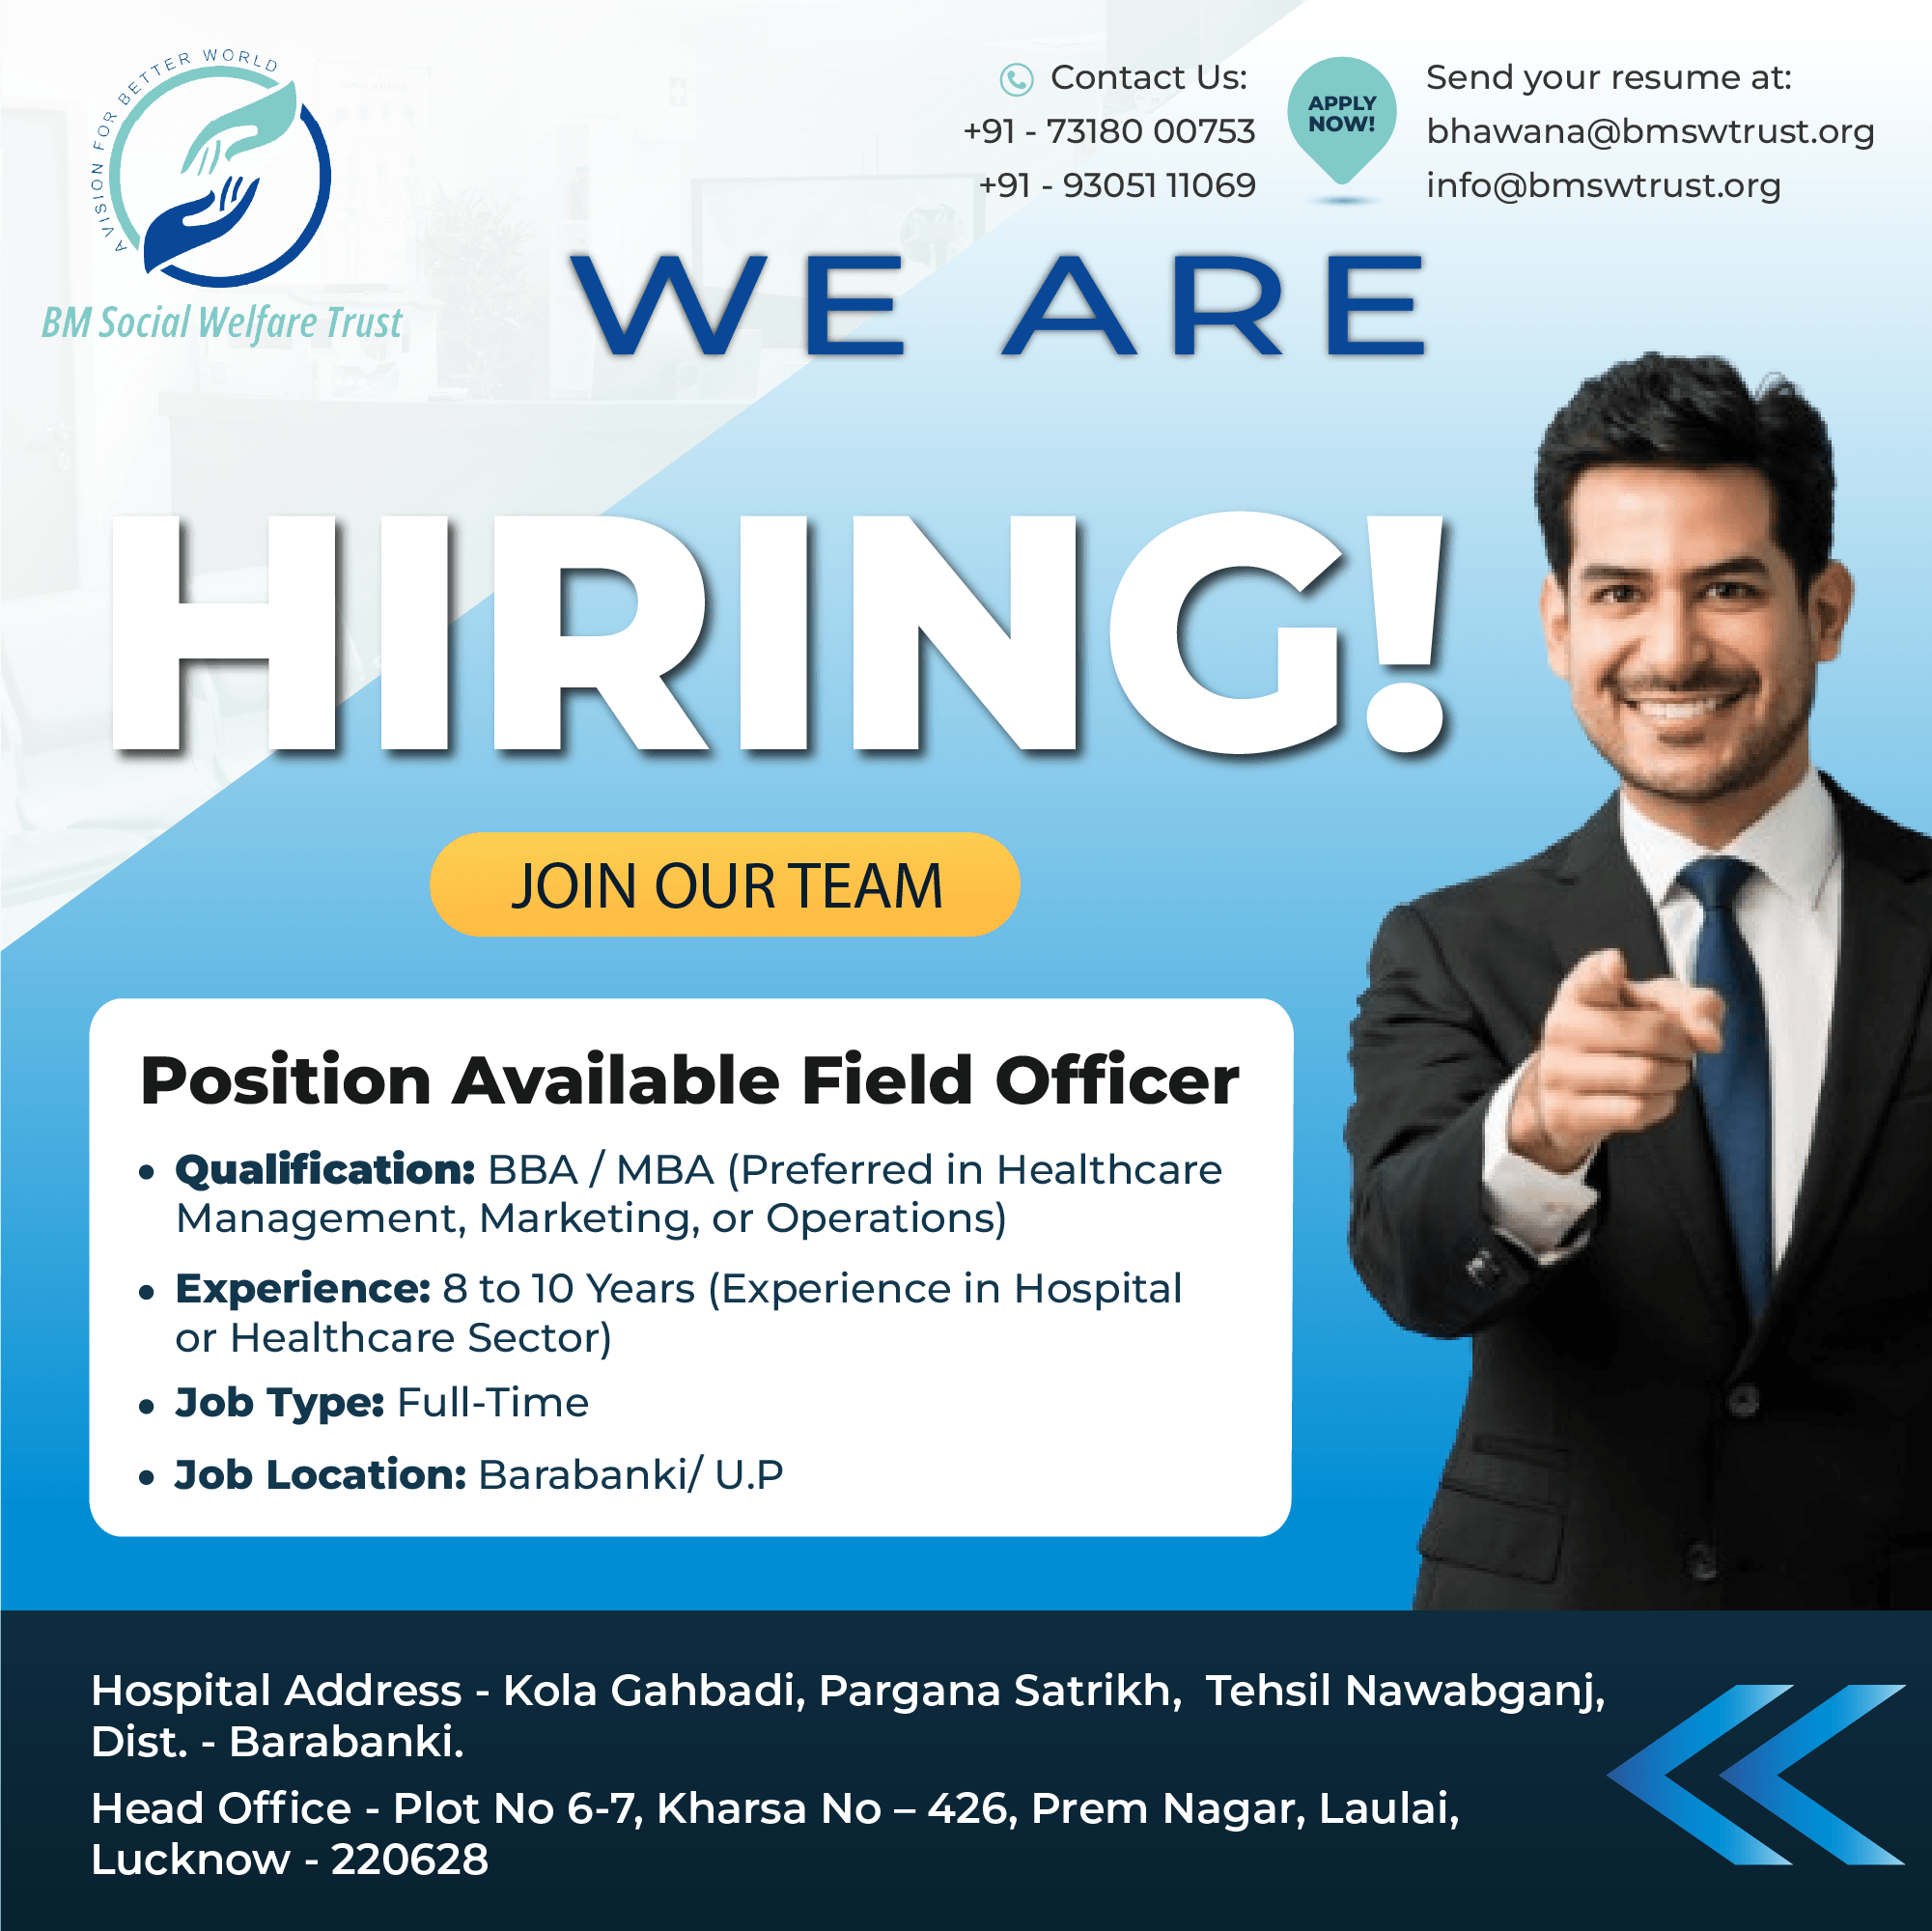 A VISION FOR BETTER WORLD
BM Social Welfare Trust
Contact Us:
+91 - 73180 00753
+91 - 93051 11069
APPLY
NOW!
Send your resume at:
bhawana@bmswtrust.org
info@bmswtrust.org
WE ARE
HIRING!
JOIN OUR TEAM
Position Available Field Officer
• Qualification: BBA / MBA (Preferred in Healthcare
Management, Marketing, or Operations)
• Experience: 8 to 10 Years (Experience in Hospital
or Healthcare Sector)
• Job Type: Full-Time
• Job Location: Barabanki/ U.P
Hospital Address - Kola Gahbadi, Pargana Satrikh, Tehsil Nawabganj,
Dist. - Barabanki.
Head Office - Plot No 6-7, Kharsa No – 426, Prem Nagar, Laulai,
Lucknow - 220628